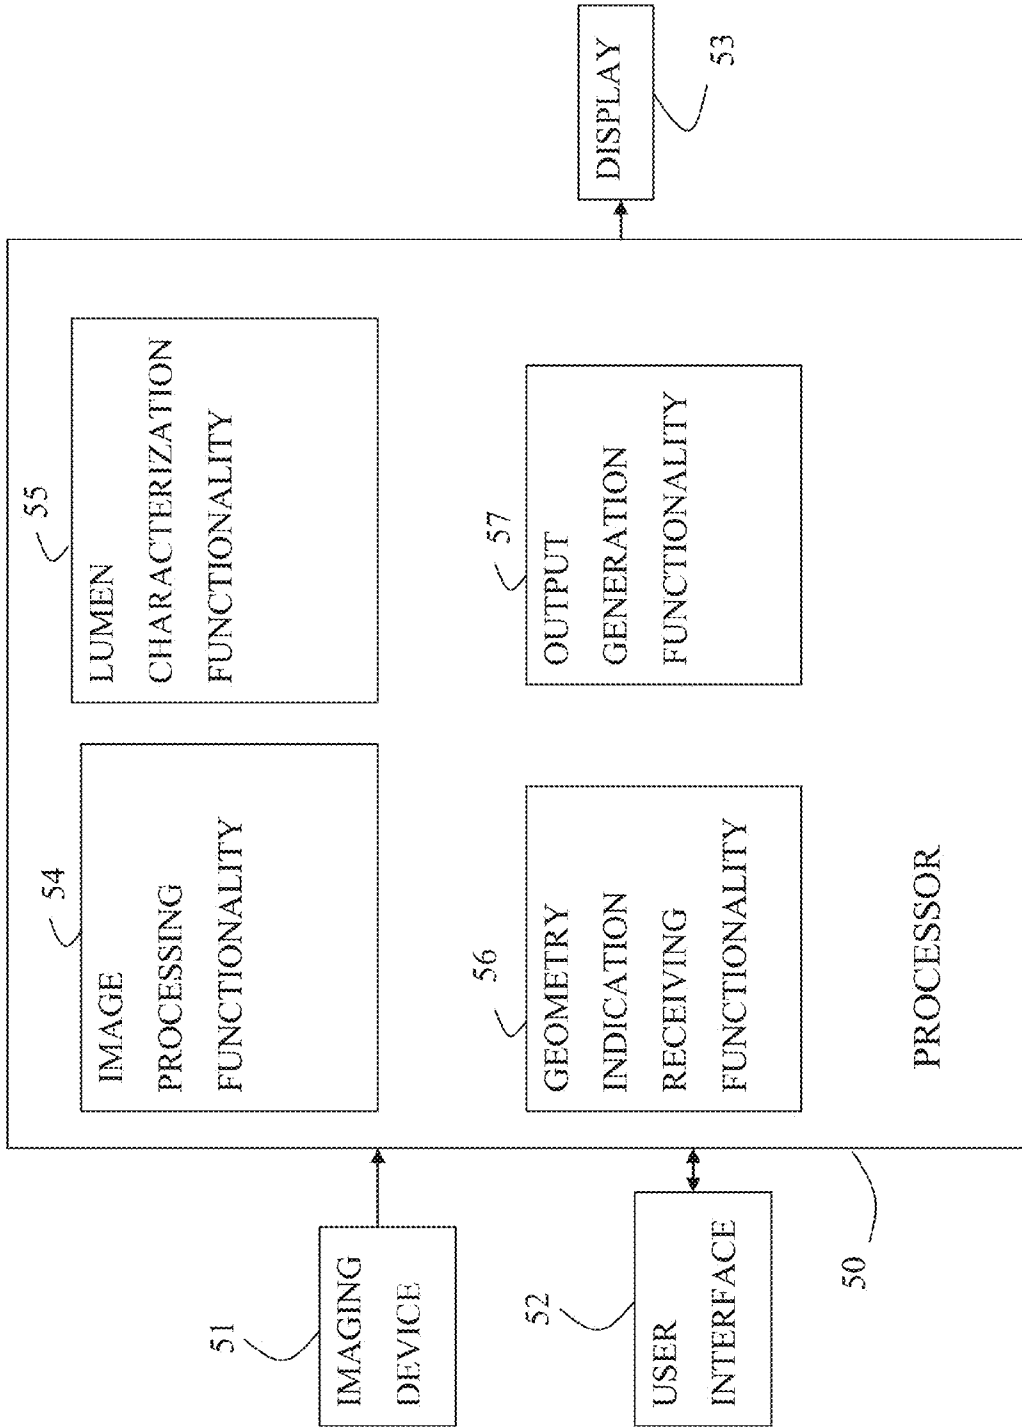 51
IMAGING
DEVICE
52
USER
INTERFACE
50
54
IMAGE
PROCESSING
FUNCTIONALITY
55
LUMEN
CHARACTERIZATION
FUNCTIONALITY
56
GEOMETRY
INDICATION
RECEIVING
FUNCTIONALITY
57
OUTPUT
GENERATION
FUNCTIONALITY
PROCESSOR
DISPLAY
53